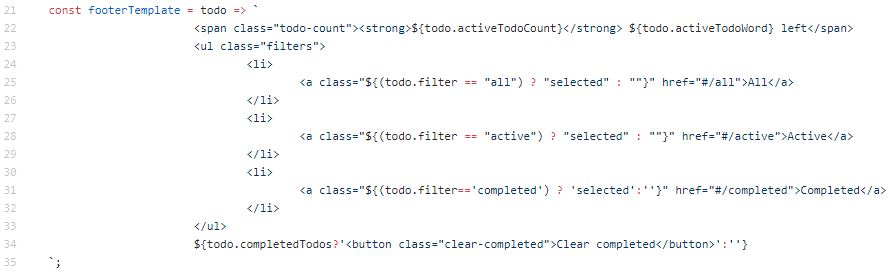 21 const footerTemplate = todo => `
22 <span class="todo-count"><strong>${todo.activeTodoCount}</strong> ${todo.activeTodoWord} left</span>
23 <ul class="filters">
24 <li>
25 <a class="${(todo.filter == "all") ? "selected" : ""}" href="#/all">All</a>
26 </li>
27 <li>
28 <a class="${(todo.filter == "active") ? "selected" : ""}" href="#/active">Active</a>
29 </li>
30 <li>
31 <a class="${(todo.filter=='completed') ? 'selected':''}" href="#/completed">Completed</a>
32 </li>
33 </ul>
34 ${todo.completedTodos?'<button class="clear-completed">Clear completed</button>':''}
35 `;